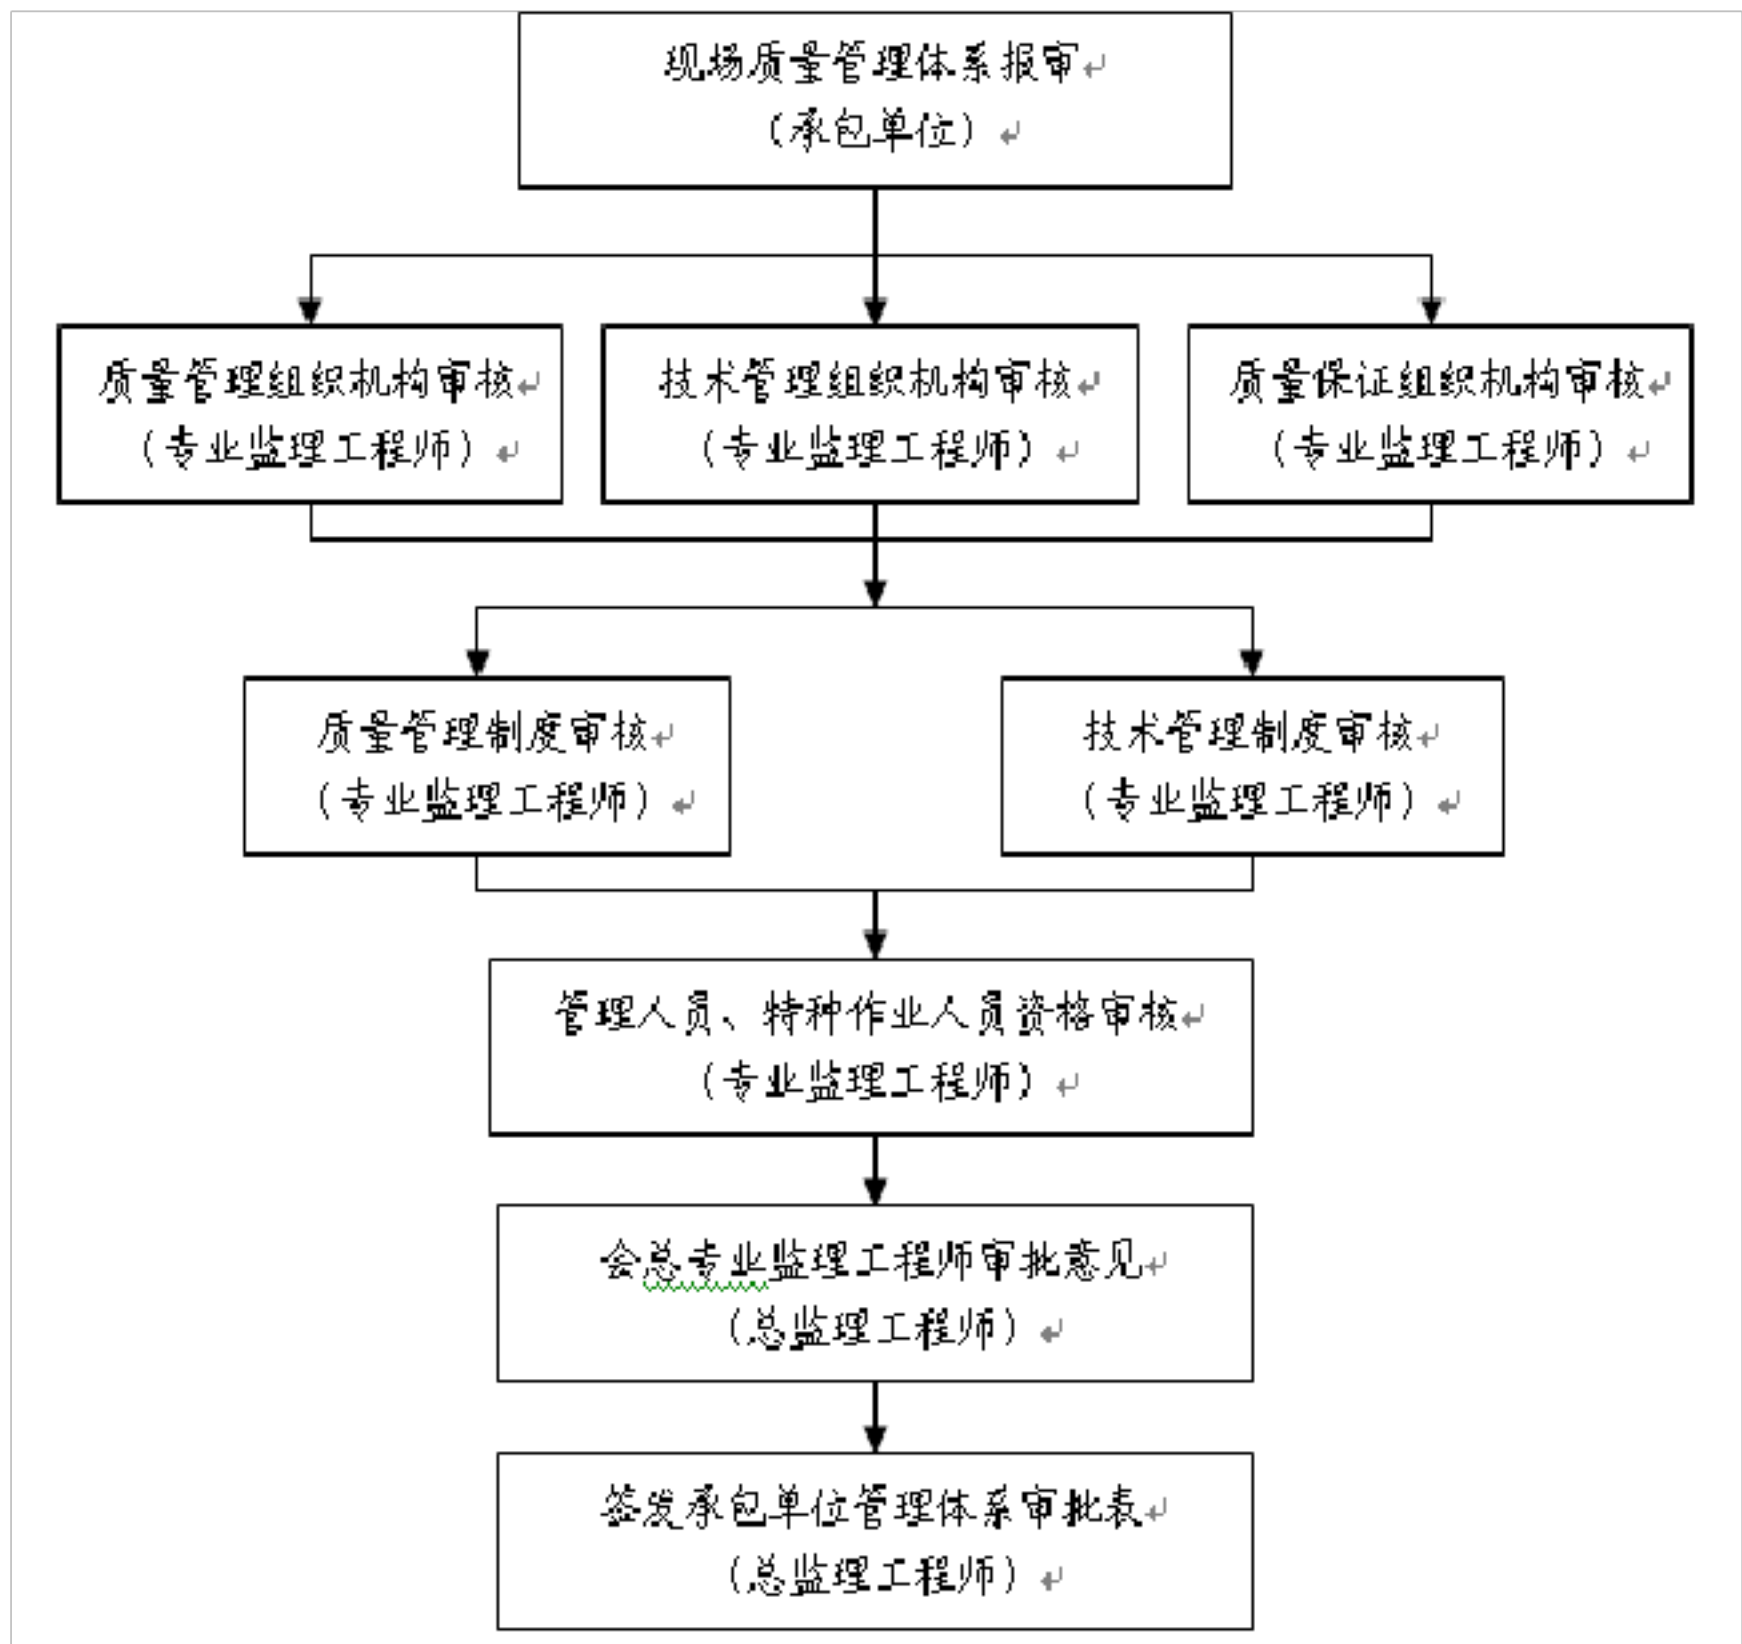 现场质量管理体系报审
（承包单位）
质量管理组织机构审核
（专业监理工程师）
技术管理组织机构审核
（专业监理工程师）
质量保证组织机构审核
（专业监理工程师）
质量管理制度审核
（专业监理工程师）
技术管理制度审核
（专业监理工程师）
管理人员、特种作业人员资格审核
（专业监理工程师）
会总专业监理工程师审批意见
（总监理工程师）
签发承包单位管理体系审批表
（总监理工程师）